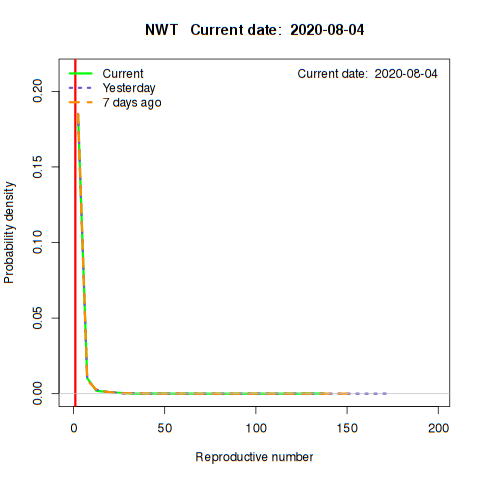 NWT Current date: 2020-08-04
Current
Current date: 2020-08-04
Yesterday
7 days ago
Probability density
0.20
0.15
0.10
0.05
0.00
0 50 100 150 200
Reproductive number